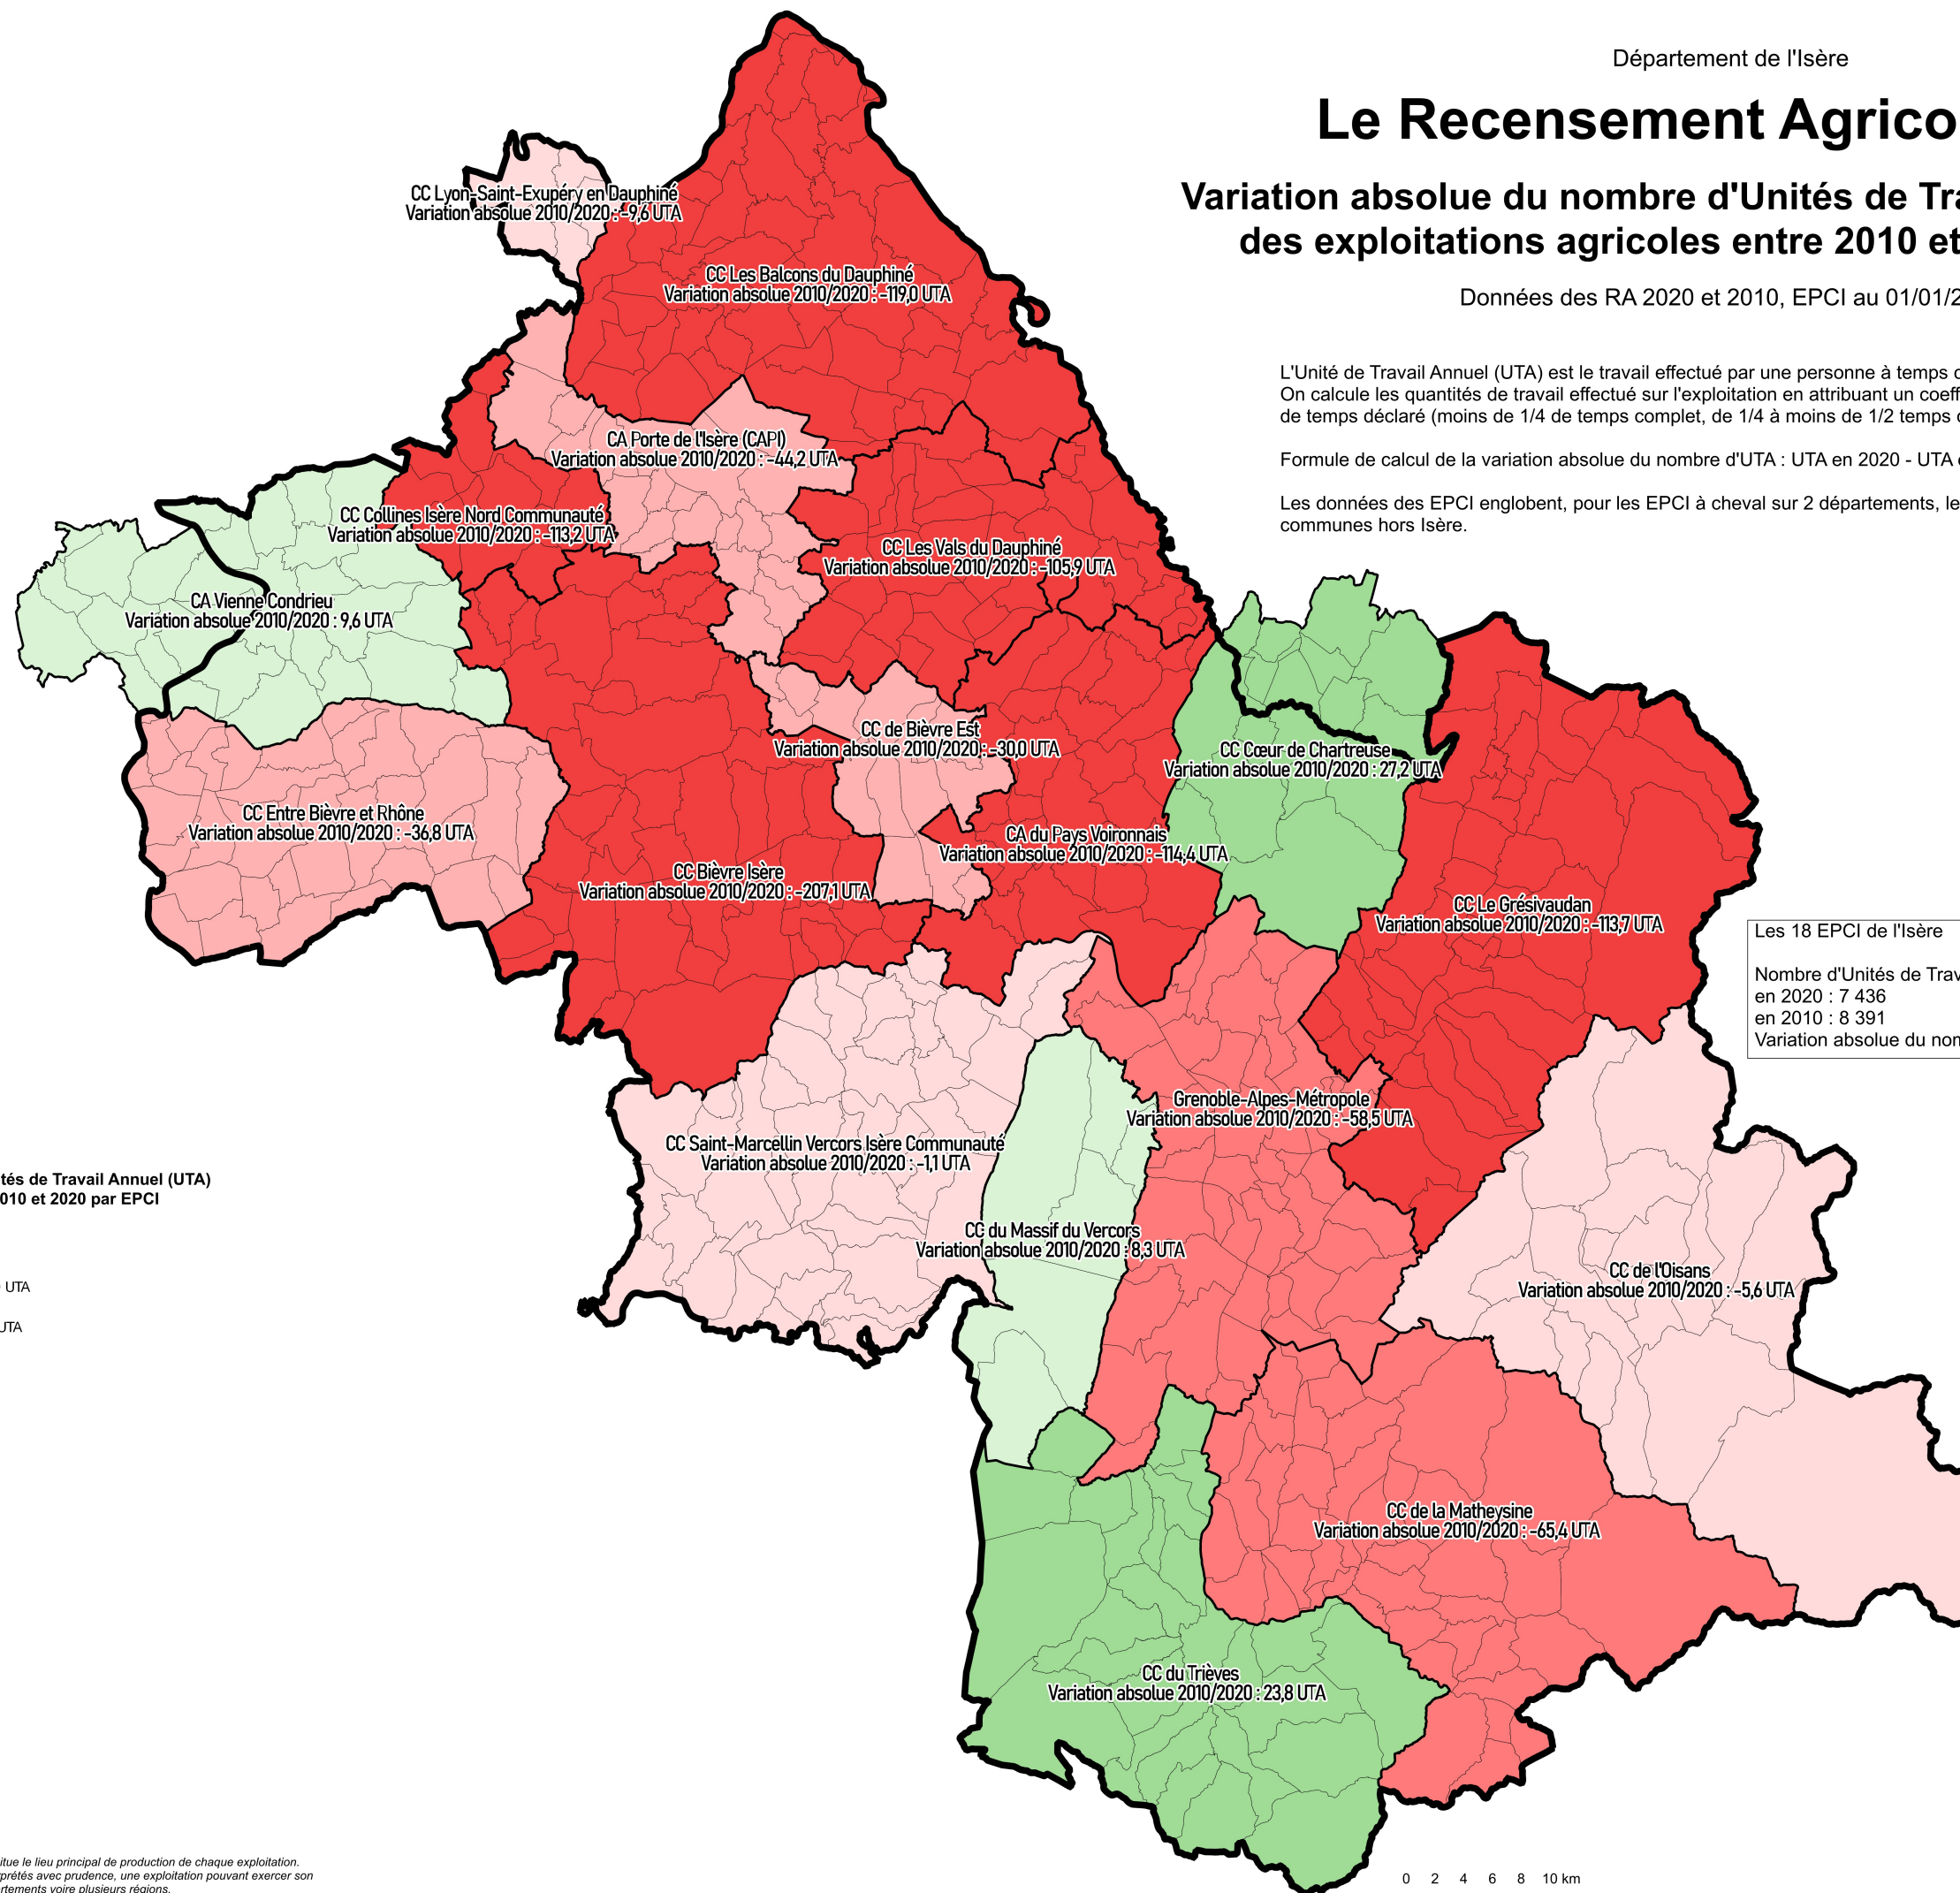 Département de l'Isère
Le Recensement Agrico
Variation absolue du nombre d'Unités de Tra
des exploitations agricoles entre 2010 et
Données des RA 2020 et 2010, EPCI au 01/01/2
L'Unité de Travail Annuel (UTA) est le travail effectué par une personne à temps c
On calcule les quantités de travail effectué sur l'exploitation en attribuant un coeff
de temps déclaré (moins de 1/4 de temps complet, de 1/4 à moins de 1/2 temps c
Formule de calcul de la variation absolue du nombre d'UTA : UTA en 2020 - UTA e
Les données des EPCI englobent, pour les EPCI à cheval sur 2 départements, le
communes hors Isère.
CC Lyon-Saint-Exupéry en Dauphiné
Variation absolue 2010/2020 : -9,6 UTA
CC Les Balcons du Dauphiné
Variation absolue 2010/2020 : -119,0 UTA
CA Porte de l'Isère (CAPI)
Variation absolue 2010/2020 : -44,2 UTA
CC Collines Isère Nord Communauté
Variation absolue 2010/2020 : -113,2 UTA
CC Les Vals du Dauphiné
Variation absolue 2010/2020 : -105,9 UTA
CA Vienne Condrieu
Variation absolue 2010/2020 : 9,6 UTA
CC de Bièvre Est
Variation absolue 2010/2020 : -30,0 UTA
CC Cœur de Chartreuse
Variation absolue 2010/2020 : 27,2 UTA
CC Entre Bièvre et Rhône
Variation absolue 2010/2020 : -36,8 UTA
CA du Pays Voironnais
Variation absolue 2010/2020 : -114,4 UTA
CC Bièvre Isère
Variation absolue 2010/2020 : -207,1 UTA
CC Le Grésivaudan
Variation absolue 2010/2020 : -113,7 UTA
Les 18 EPCI de l'Isère
Nombre d'Unités de Trav
en 2020 : 7 436
en 2010 : 8 391
Variation absolue du nom
Grenoble-Alpes-Métropole
Variation absolue 2010/2020 : -58,5 UTA
CC Saint-Marcellin Vercors Isère Communauté
Variation absolue 2010/2020 : -1,1 UTA
tés de Travail Annuel (UTA)
010 et 2020 par EPCI
CC du Massif du Vercors
Variation absolue 2010/2020 : 8,3 UTA
CC de l'Oisans
Variation absolue 2010/2020 : -5,6 UTA
UTA
UTA
CC de la Matheysine
Variation absolue 2010/2020 : -65,4 UTA
CC du Trièves
Variation absolue 2010/2020 : 23,8 UTA
itue le lieu principal de production de chaque exploitation.
rprétés avec prudence, une exploitation pouvant exercer son
rtements voire plusieurs régions.
0 2 4 6 8 10 km